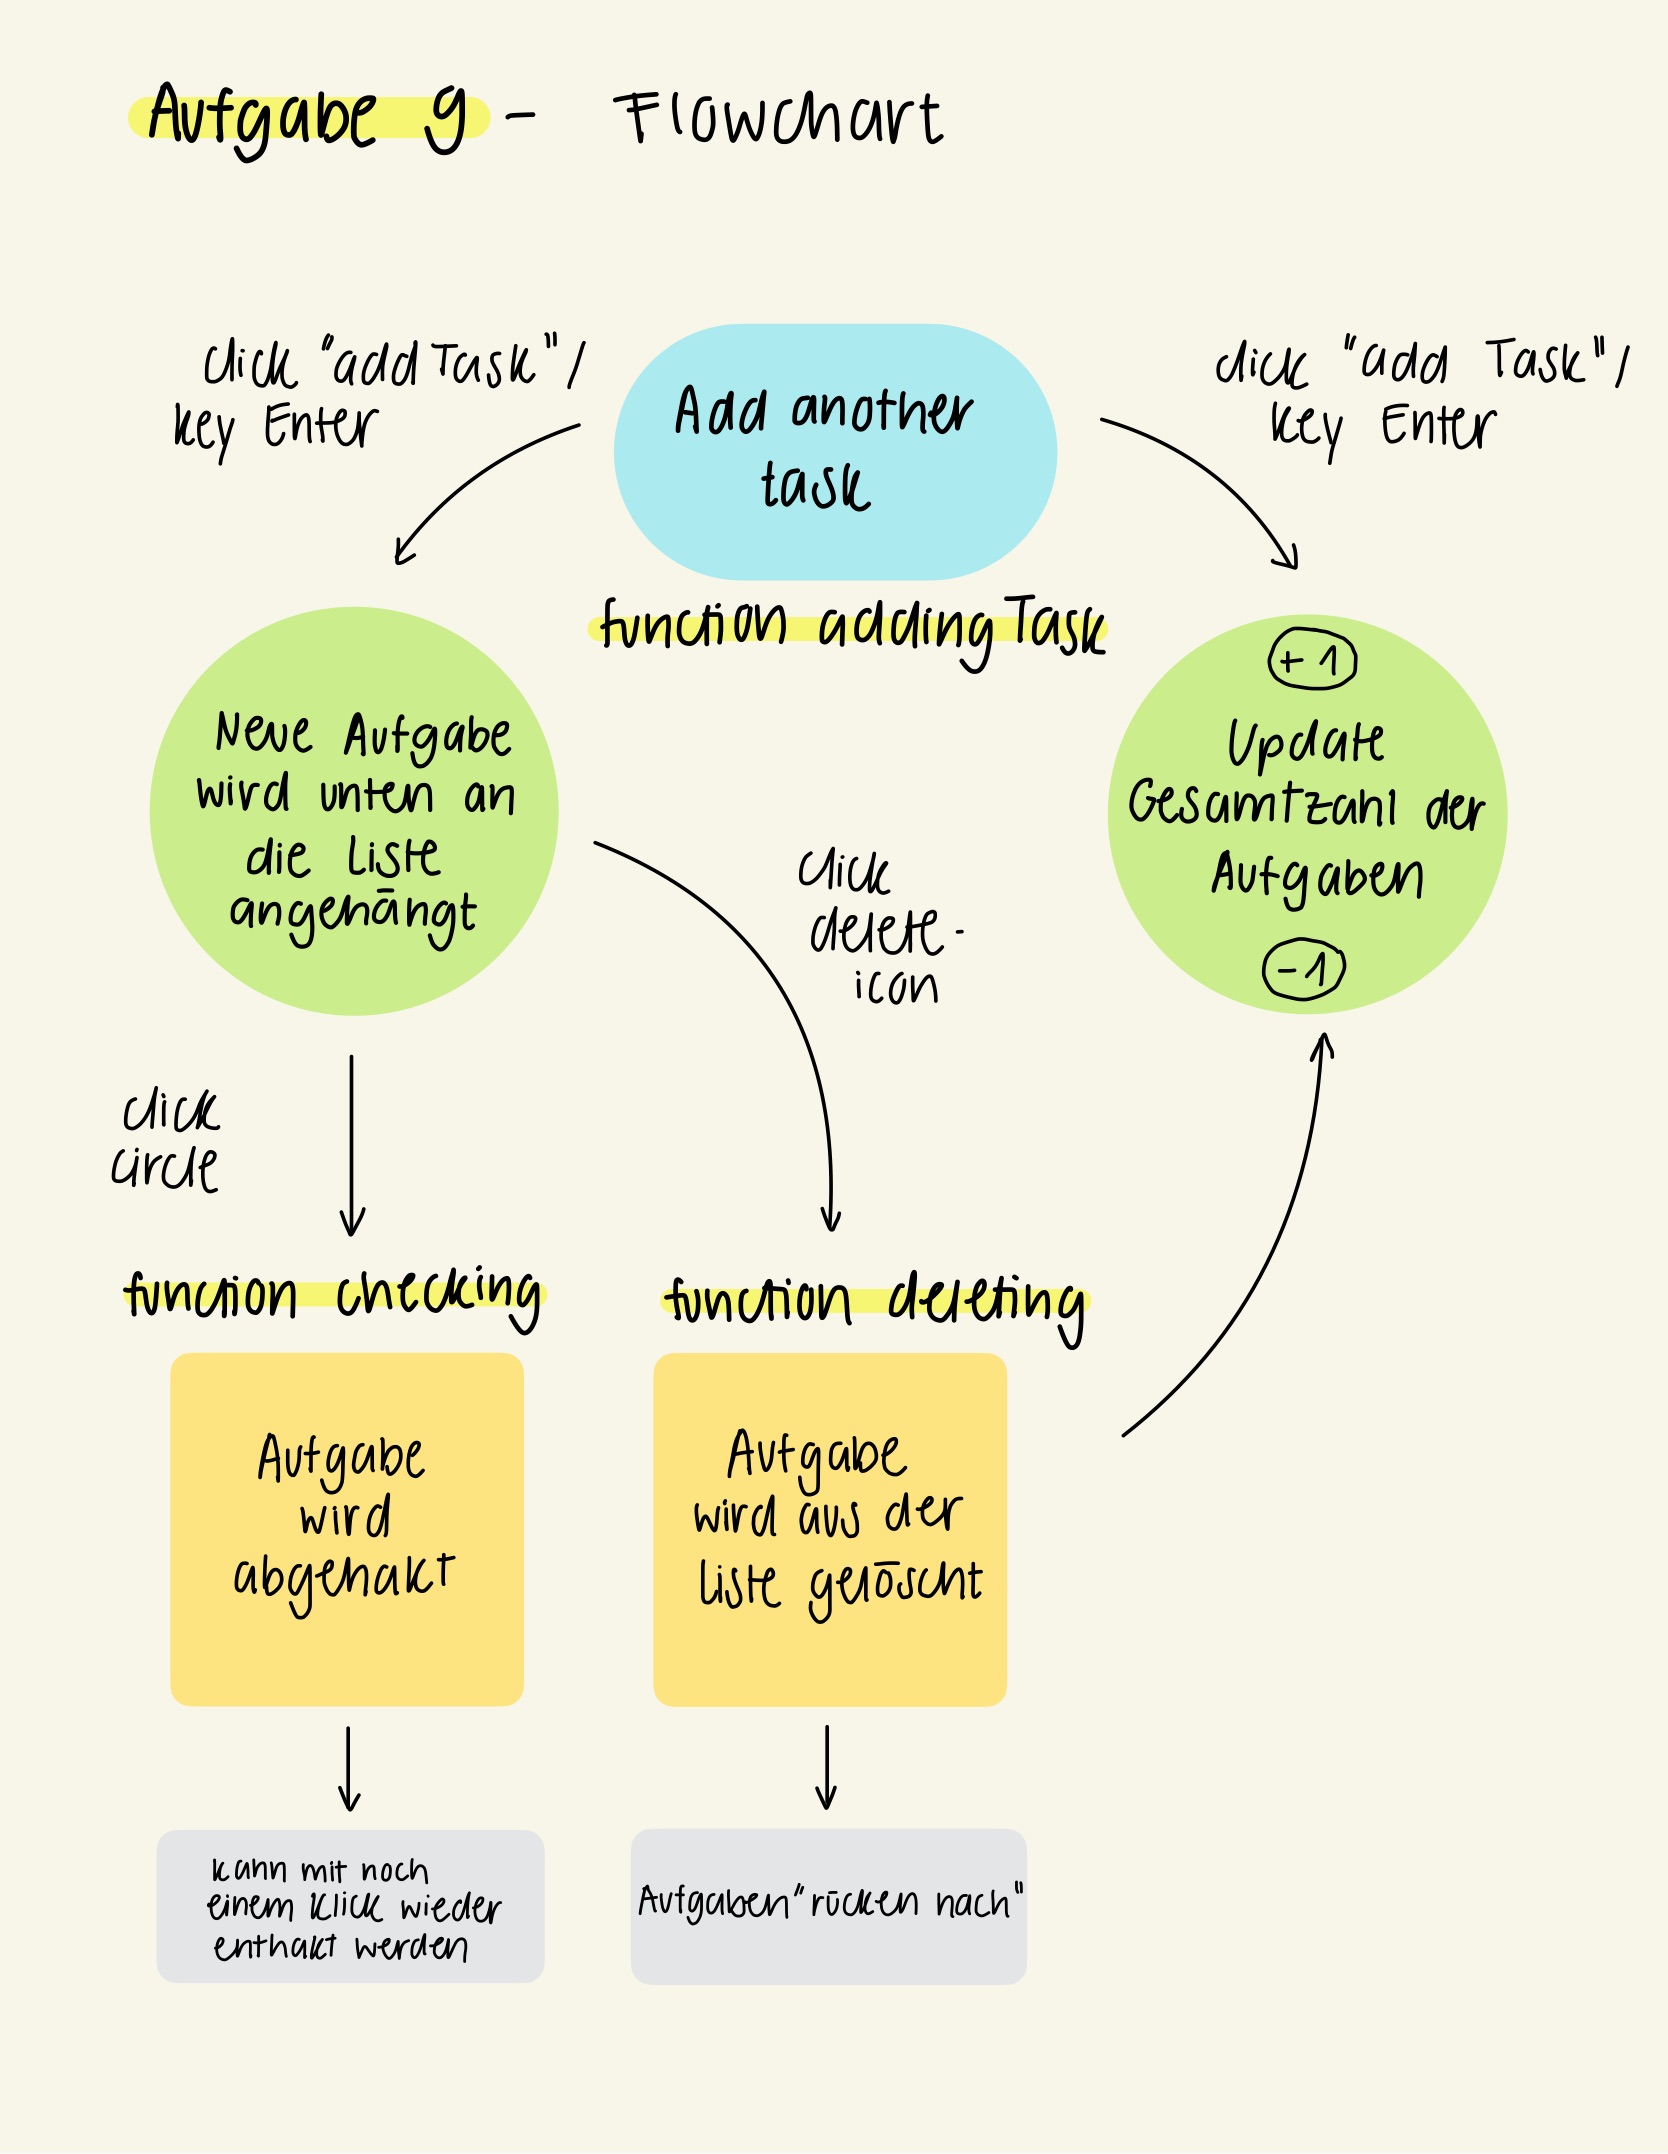 Aufgabe 9 - Flowchart
click "add Task"/
key Enter
Add another
task
click "add Task"/
key Enter
function adding Task
Neue Aufgabe
wird unten an
die Liste
angehängt
+ 1
Update
Gesamtzahl der
Aufgaben
- 1
click
delete-
icon
click
circle
function checking
Aufgabe
wird
abgehakt
function deleting
Aufgabe
wird aus der
Liste gelöscht
kann mit noch
einem Klick wieder
enthakt werden
Aufgaben "rücken nach"